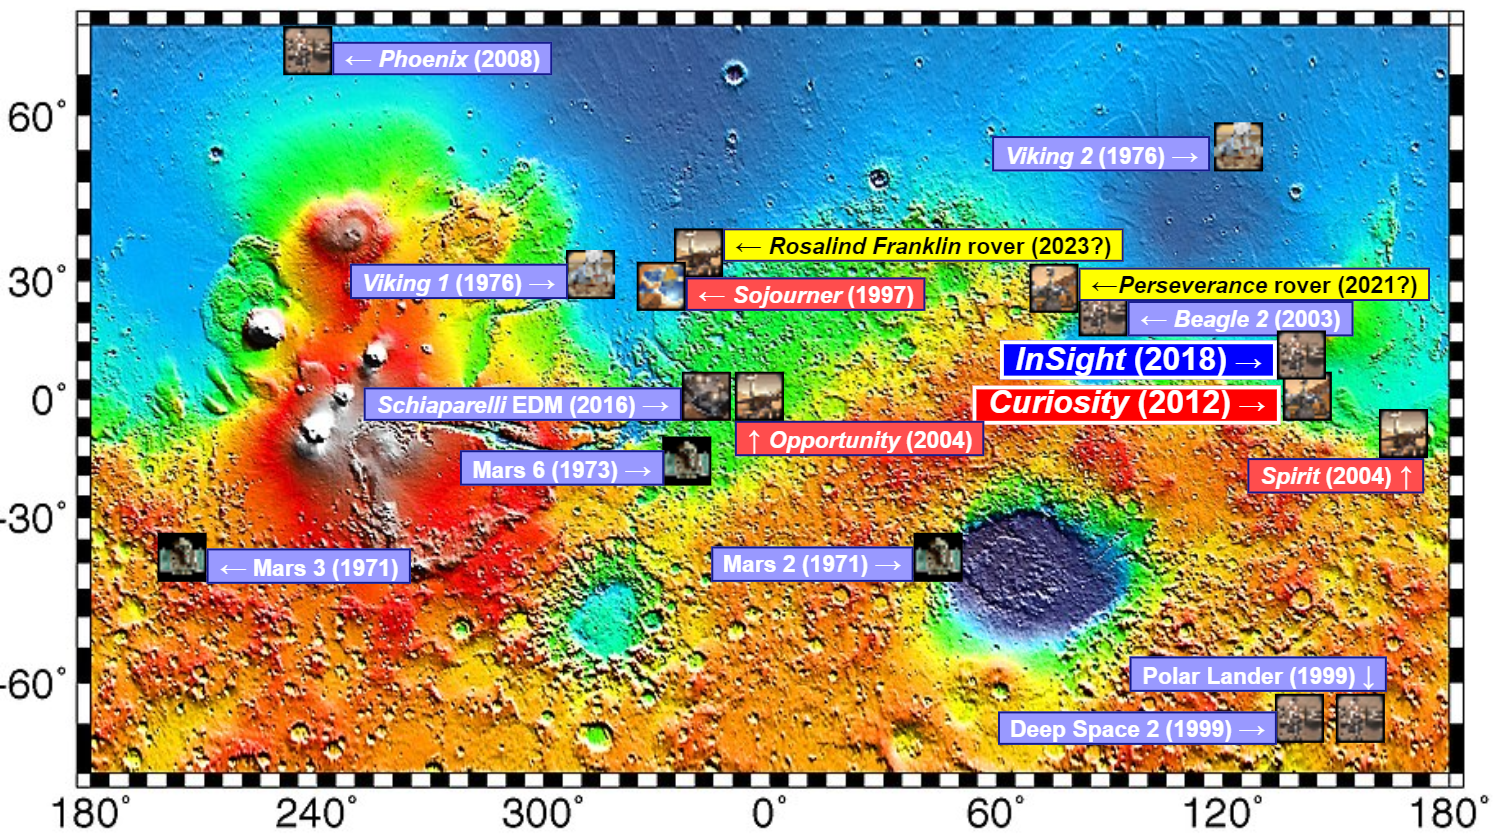 ← Phoenix (2008)
60°
Viking 2 (1976) →
← Rosalind Franklin rover (2023?)
Viking 1 (1976) →
30°
← Sojourner (1997)
←Perseverance rover (2021?)
← Beagle 2 (2003)
InSight (2018) →
0°
Schiaparelli EDM (2016) →
Curiosity (2012) →
↑ Opportunity (2004)
Mars 6 (1973) →
Spirit (2004) ↑
-30°
← Mars 3 (1971)
Mars 2 (1971) →
-60°
Polar Lander (1999) ↓
Deep Space 2 (1999) →
180° 240° 300° 0° 60° 120° 180°